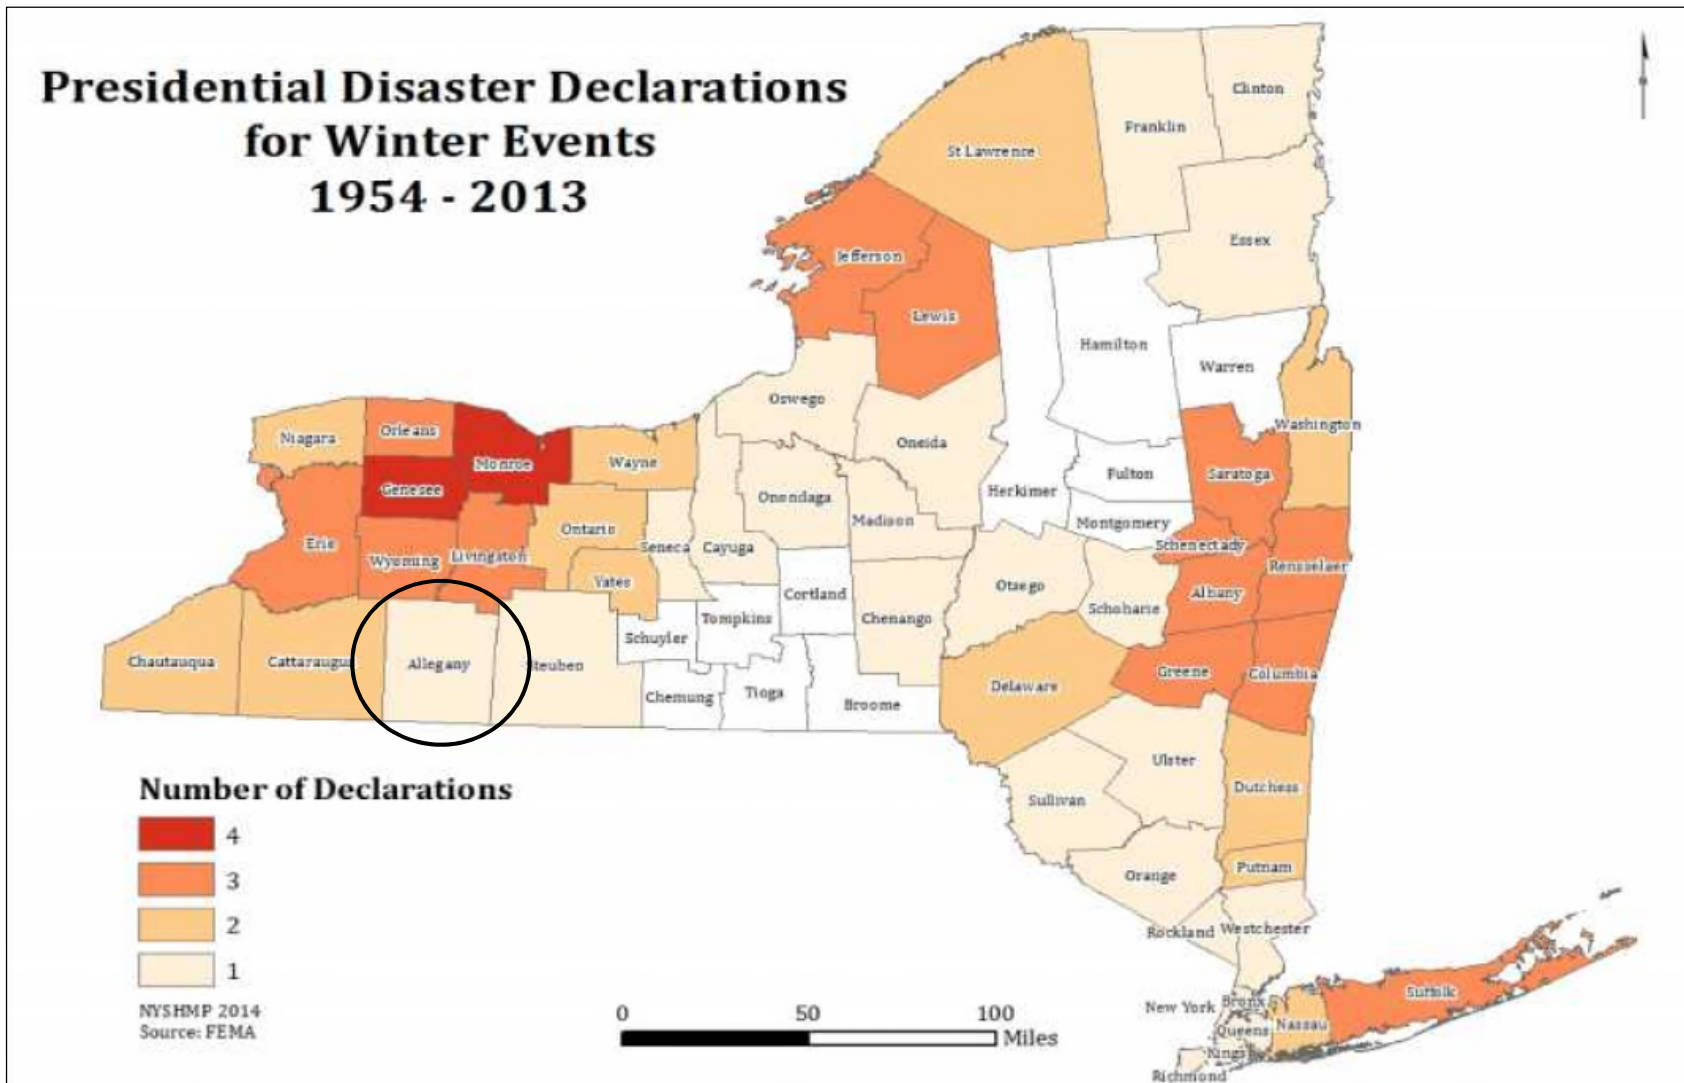 Presidential Disaster Declarations
for Winter Events
1954 - 2013
Clinton
Franklin
St Lawrenre
Essex
Jefferson
Lewis
Hamilton
Warren
Oswego
Washington
Niagara
Orleans
Oneida
Monroe
Wayne
Saratoga
Fulton
Genesee
Herkimer
Onondaga
Madison
Montgomery
Ontario
Erie
Seneca
Cayuga
Schenectady
Wyoming
Livingston
Rensselaer
Yates
Otsego
Cortland
Albany
Schoharie
Tompkins
Chenango
Schuyler
Chautauqua
Cattaraugus
Allegany
Steuben
Greene
Columbia
Delaware
Chemung
Tioga
Broome
Ulster
Dutchess
Sullivan
Putnam
Orange
Rockland
Westchester
Suffolk
New York
Bronx
Nassau
Queens
Kings
Richmond
Number of Declarations
4
3
2
1
NYSHMP 2014
Source: FEMA
0 50 100
Miles